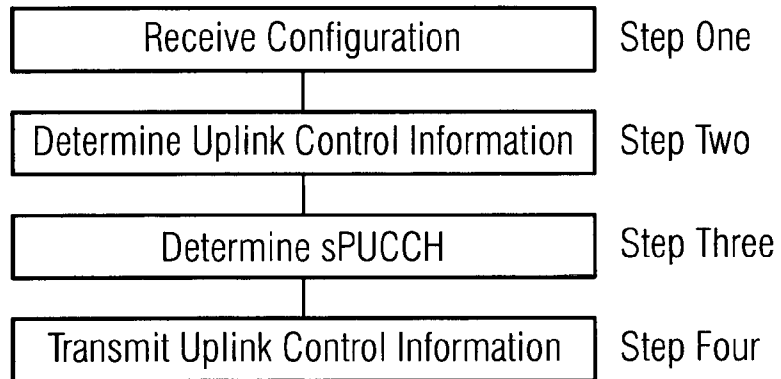 Receive Configuration Step One
Determine Uplink Control Information Step Two
Determine sPUCCH Step Three
Transmit Uplink Control Information Step Four